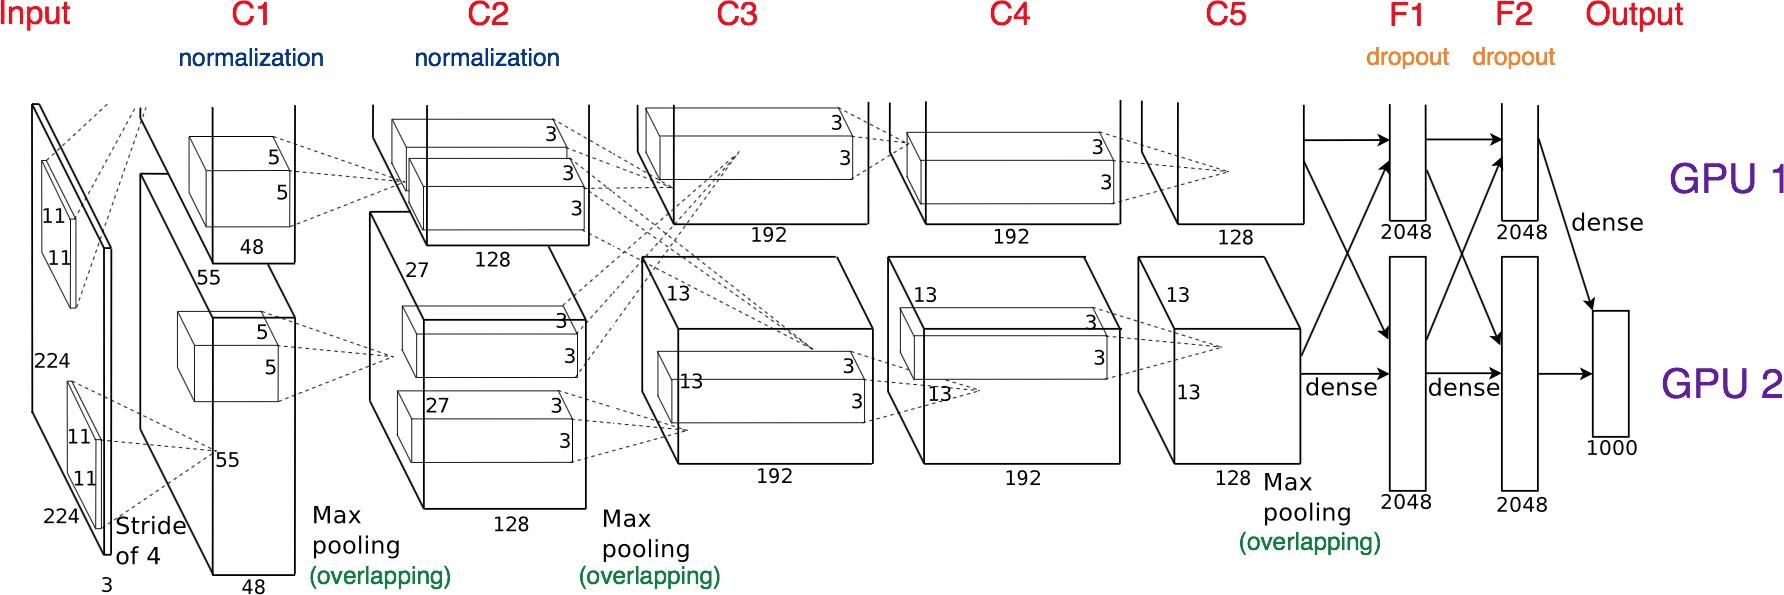 Input C1 C2 C3 C4 C5 F1 F2 Output
normalization normalization dropout dropout
3 3
5 3 3
5 3 3 3
11 3 GPU 1
48 192 192 128 2048 2048 dense
11 128
55 27
13 13 13
5 3 3
224 5 3 3 3
13 3 13 13 dense dense GPU 2
27 3
11 3 1000
55
11 192 192 128
224 Stride of 4
Max pooling (overlapping)
128
Max pooling (overlapping)
Max pooling (overlapping)
2048 2048
3 48